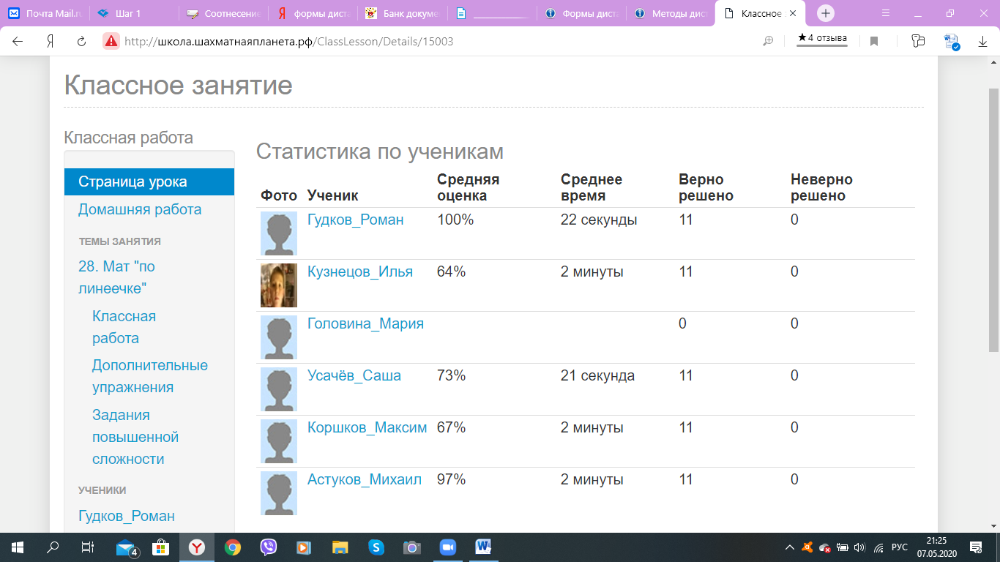 Почта Mail.ru
Шаг 1
Соотнесение
формы диста
Банк докумен
Формы диста
Методы дист
Классное
http://школа.шахматнаяпланета.рф/ClassLesson/Details/15003
★4 отзыва
Классное занятие
Классная работа
Страница урока
Домашняя работа
ТЕМЫ ЗАНЯТИЯ
28. Мат "по
линеечке"
Классная
работа
Дополнительные
упражнения
Задания
повышенной
сложности
УЧЕНИКИ
Гудков_Роман
Статистика по ученикам
Фото Ученик Средняя оценка Среднее время Верно решено Неверно решено
Гудков_Роман 100% 22 секунды 11 0
Кузнецов_Илья 64% 2 минуты 11 0
Головина_Мария 0 0
Усачёв_Саша 73% 21 секунда 11 0
Коршков_Максим 67% 2 минуты 11 0
Астуков_Михаил 97% 2 минуты 11 0
4
РУС
21:25
07.05.2020